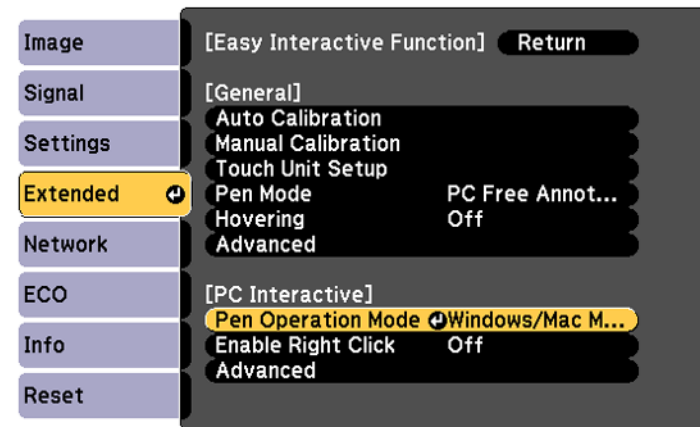 Image
Signal
Settings
Extended
Network
ECO
Info
Reset
[Easy Interactive Function] Return
[General]
Auto Calibration
Manual Calibration
Touch Unit Setup
Pen Mode PC Free Annot...
Hovering Off
Advanced
[PC Interactive]
Pen Operation Mode Windows/Mac M...
Enable Right Click Off
Advanced